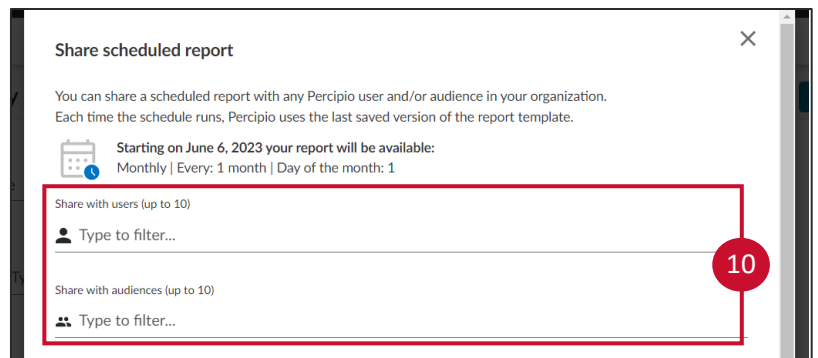 Share scheduled report
You can share a scheduled report with any Percipio user and/or audience in your organization.
Each time the schedule runs, Percipio uses the last saved version of the report template.
Starting on June 6, 2023 your report will be available:
Monthly | Every: 1 month | Day of the month: 1
Share with users (up to 10)
Type to filter...
10
Share with audiences (up to 10)
Type to filter...